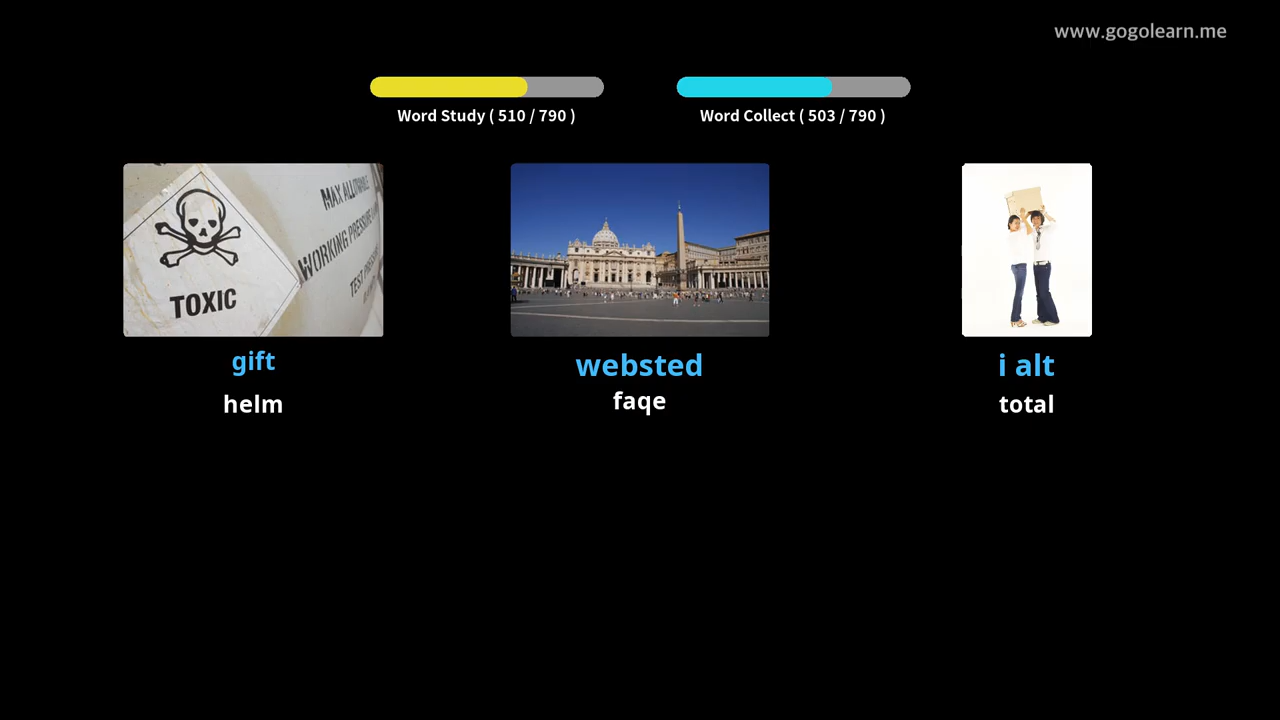 www.gogolearn.me
Word Study ( 510 / 790 )
Word Collect ( 503 / 790 )
MAX ALLOWABLE
WORKING PRESSURE
TEST PRESS
TOXIC
gift
websted
i alt
helm
faqe
total